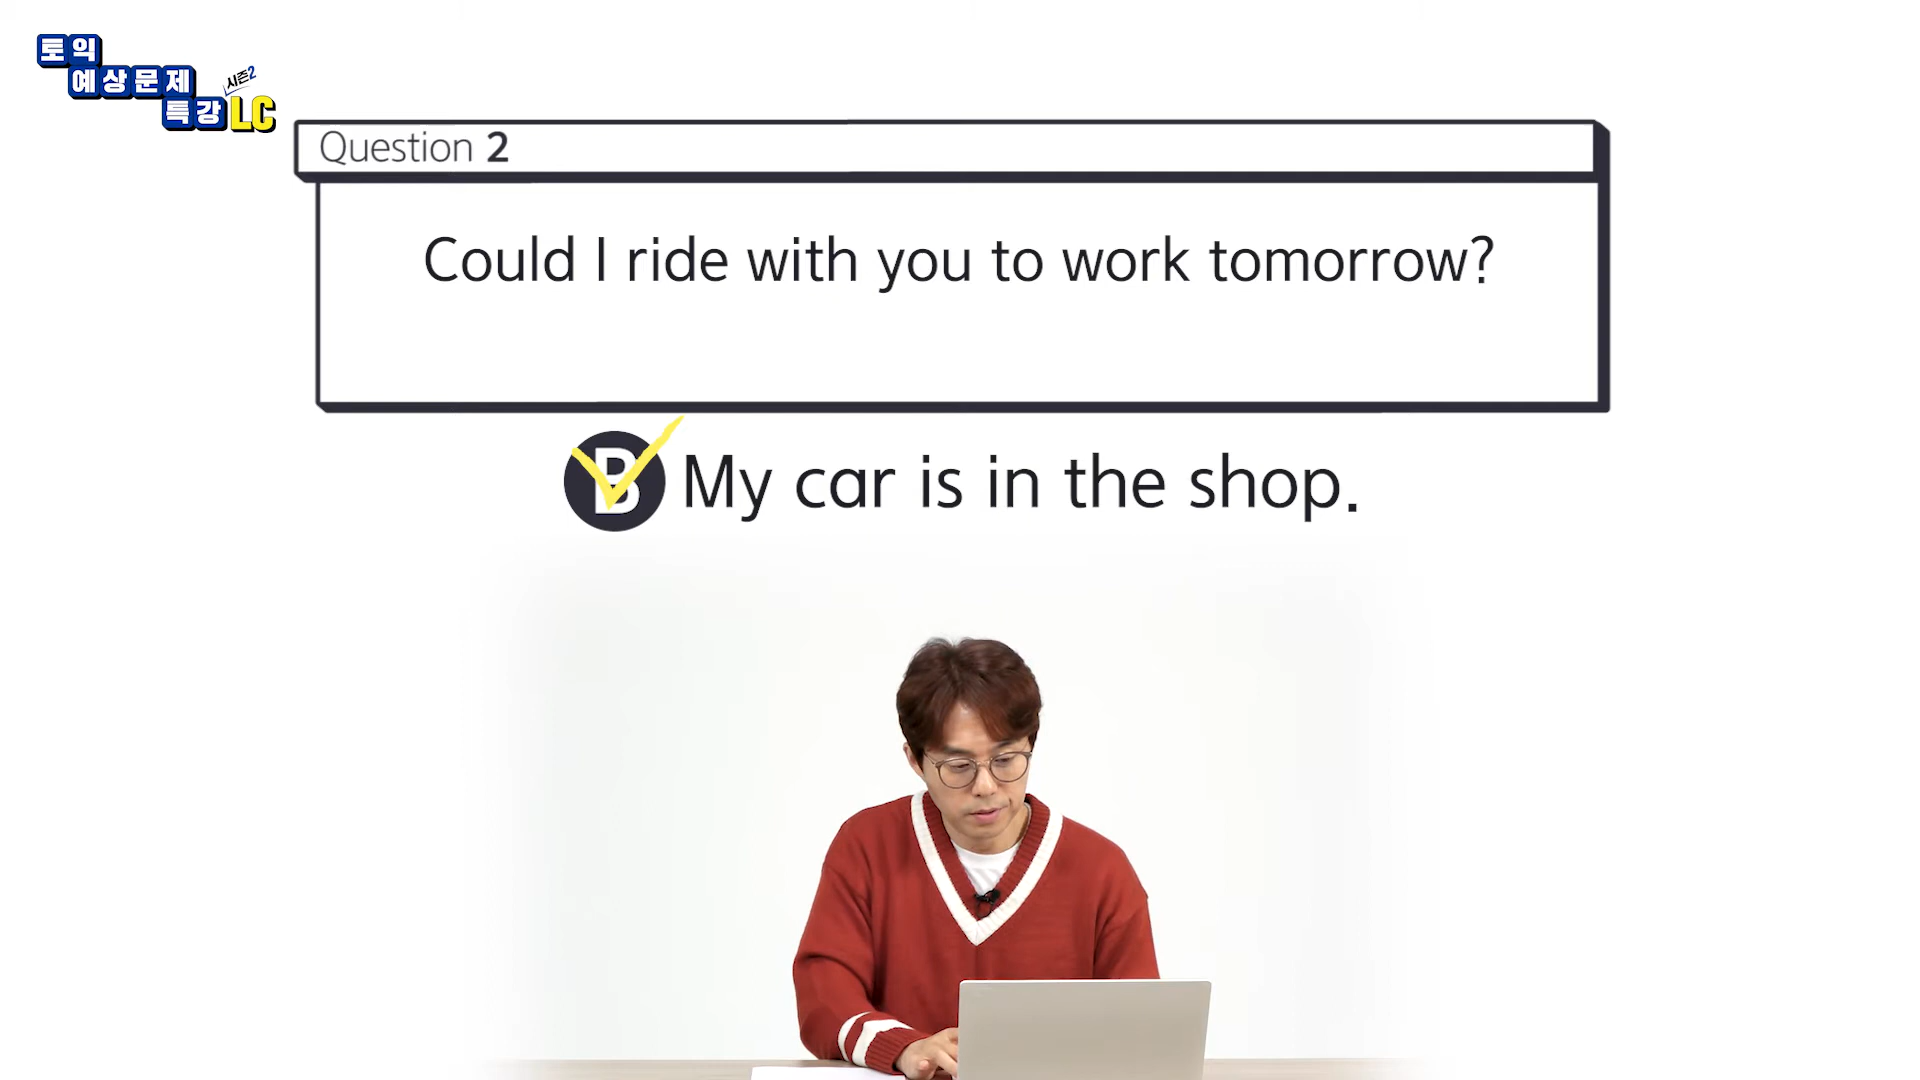 토익
예상문제
시즌2
특강 LC
Question 2
Could I ride with you to work tomorrow?
B My car is in the shop.